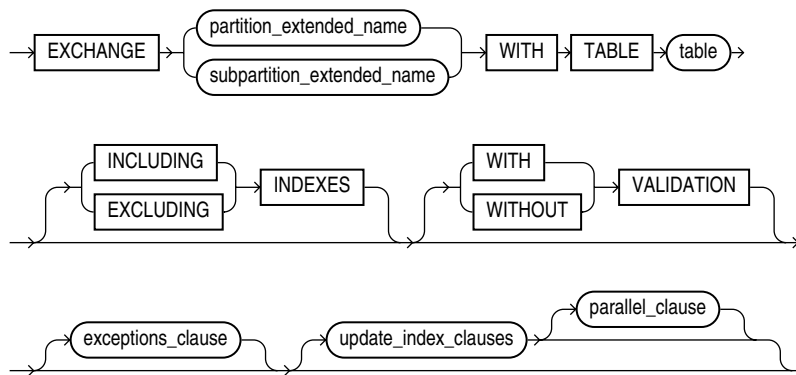 partition_extended_name
EXCHANGE WITH TABLE table
subpartition_extended_name
INCLUDING WITH
INDEXES VALIDATION
EXCLUDING WITHOUT
parallel_clause
exceptions_clause update_index_clauses